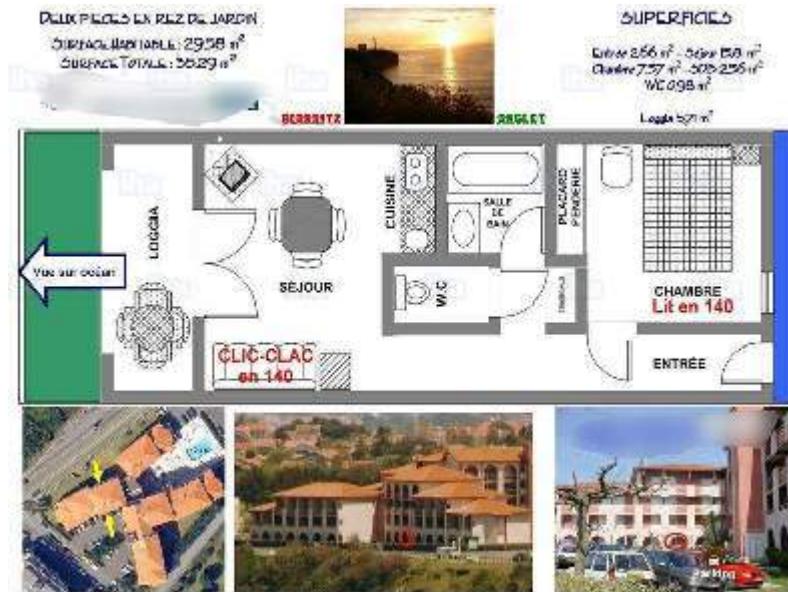 DEUX PIECES EN REZ DE JARDIN
SURFACE HABITABLE : 29.58 m²
SURFACE TOTALE : 35.29 m²
SUPERFICIES
Entrée 2.66 m² - Séjour 15.8 m²
Chambre 7.57 m² - SDB 2.56 m²
WC 0.98 m²
Loggia 5.71 m²
BIARRITZ
ANGLET
LOGGIA
Vue sur océan
SÉJOUR
CUISINE
SALLE
DE
BAIN
PLACARD
PENDERIE
W.C
CHAMBRE
Lit en 140
CLIC-CLAC
en 140
ENTRÉE
Parking